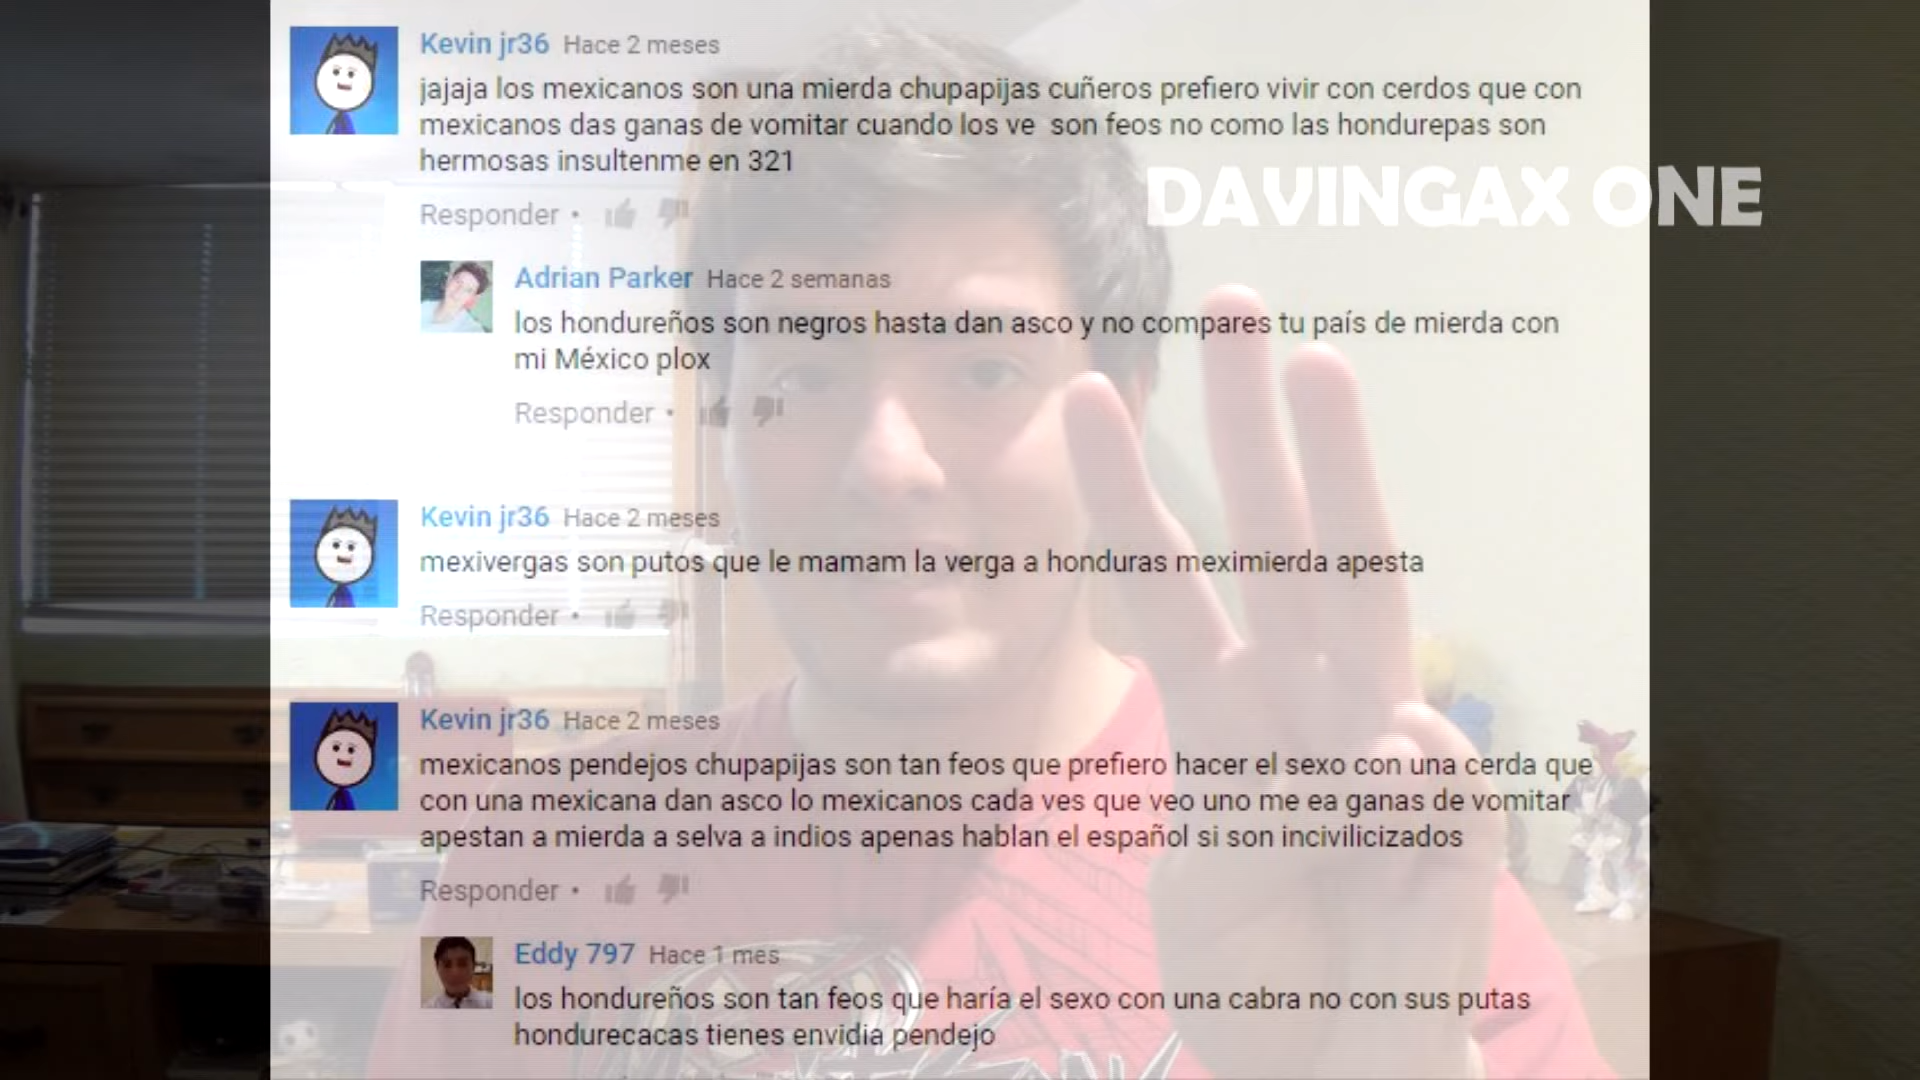 Kevin jr36 Hace 2 meses
jajaja los mexicanos son una mierda chupapijas cuñeros prefiero vivir con cerdos que con
mexicanos das ganas de vomitar cuando los ve son feos no como las hondurepas son
hermosas insultenme en 321
DAVINGAX ONE
Responder •
Adrian Parker Hace 2 semanas
los hondureños son negros hasta dan asco y no compares tu país de mierda con
mi México plox
Responder •
Kevin jr36 Hace 2 meses
mexivergas son putos que le mamam la verga a honduras meximierda apesta
Responder •
Kevin jr36 Hace 2 meses
mexicanos pendejos chupapijas son tan feos que prefiero hacer el sexo con una cerda que
con una mexicana dan asco lo mexicanos cada ves que veo uno me ea ganas de vomitar
apestan a mierda a selva a indios apenas hablan el español si son incivilicizados
Responder •
Eddy 797 Hace 1 mes
los hondureños son tan feos que haría el sexo con una cabra no con sus putas
hondurecacas tienes envidia pendejo